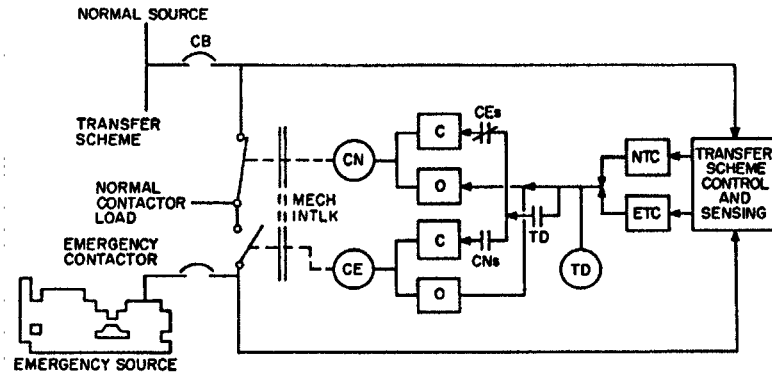 NORMAL SOURCE
CB
TRANSFER
SCHEME
NORMAL
CONTACTOR
LOAD
EMERGENCY
CONTACTOR
EMERGENCY SOURCE
MECH
INTLK
CN
CE
C
O
C
O
CEs
CNs
TD
TD
NTC
ETC
TRANSFER
SCHEME
CONTROL
AND
SENSING